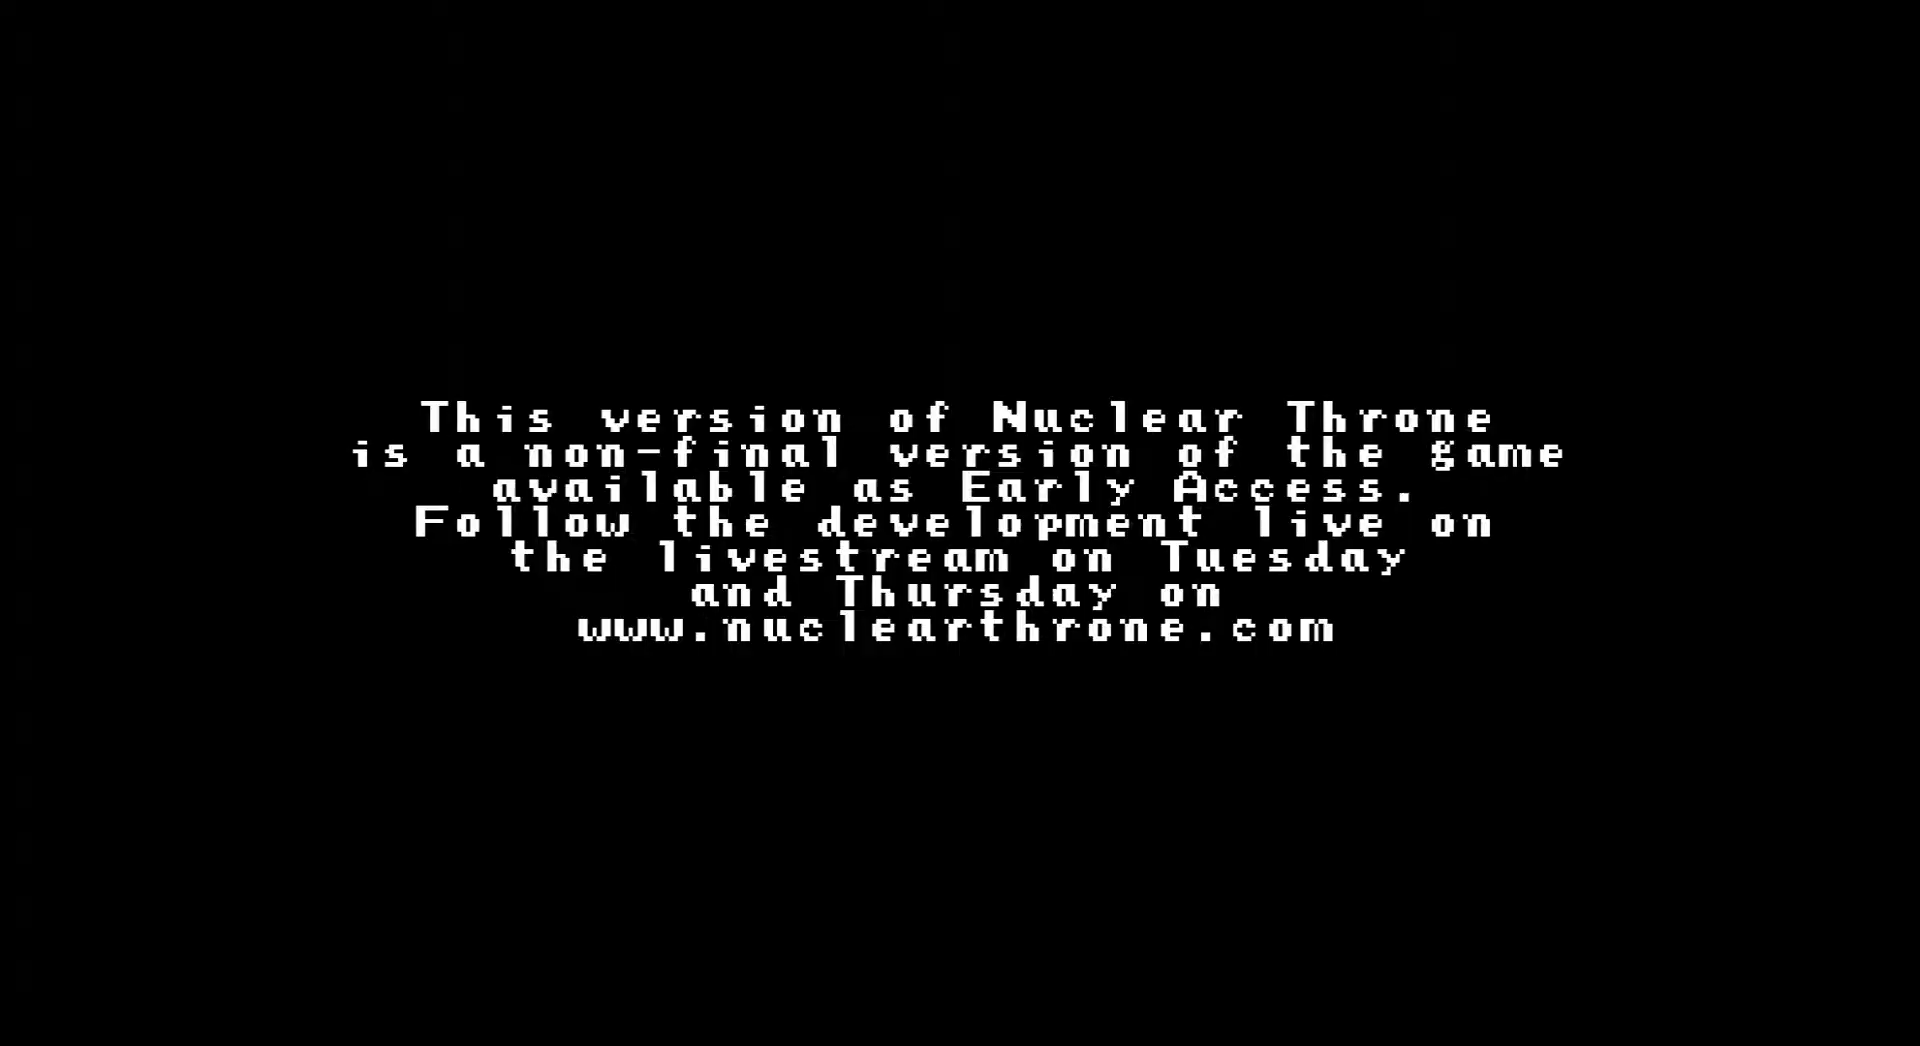 This version of Nuclear Throne
is a non-final version of the game
available as Early Access.
Follow the development live on
the livestream on Tuesday
and Thursday on
www.nuclearthrone.com